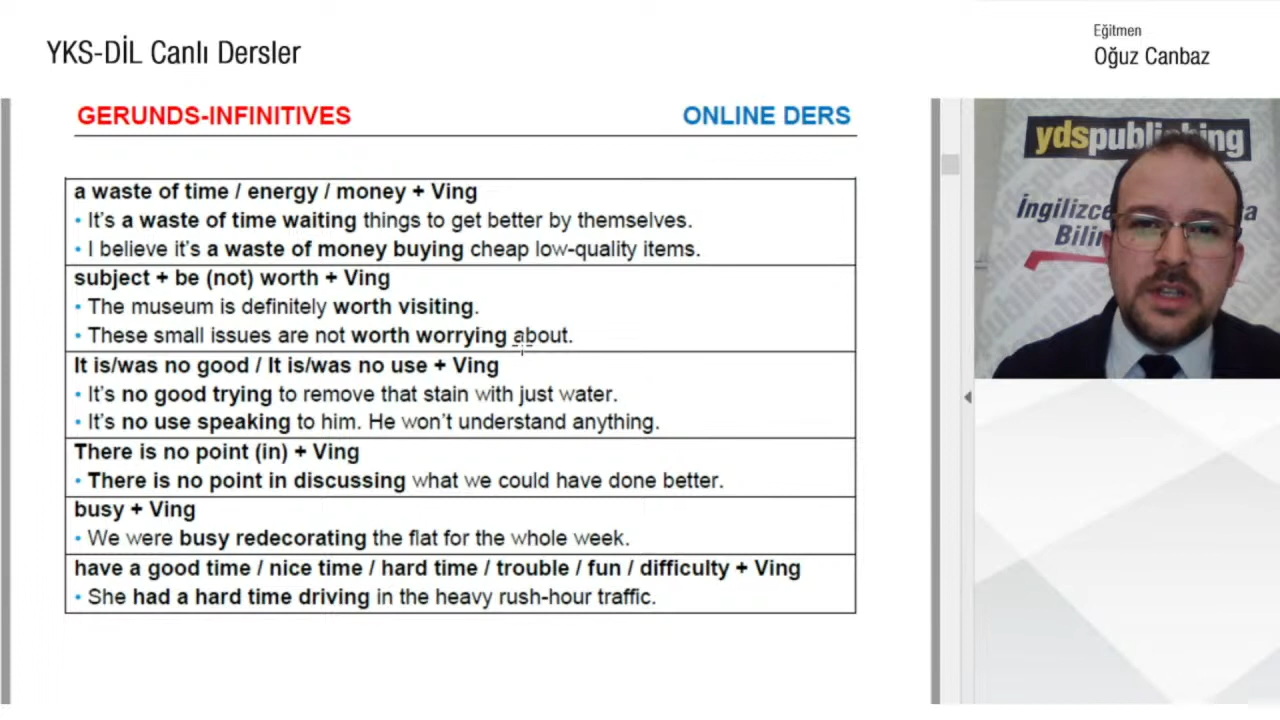 YKS-DİL Canlı Dersler
Eğitmen
Oğuz Canbaz
GERUNDS-INFINITIVES
ONLINE DERS
a waste of time / energy / money + Ving
• It's a waste of time waiting things to get better by themselves.
• I believe it's a waste of money buying cheap low-quality items.
subject + be (not) worth + Ving
• The museum is definitely worth visiting.
• These small issues are not worth worrying about.
It is/was no good / It is/was no use + Ving
• It's no good trying to remove that stain with just water.
• It's no use speaking to him. He won't understand anything.
There is no point (in) + Ving
• There is no point in discussing what we could have done better.
busy + Ving
• We were busy redecorating the flat for the whole week.
have a good time / nice time / hard time / trouble / fun / difficulty + Ving
• She had a hard time driving in the heavy rush-hour traffic.
ydspublishing